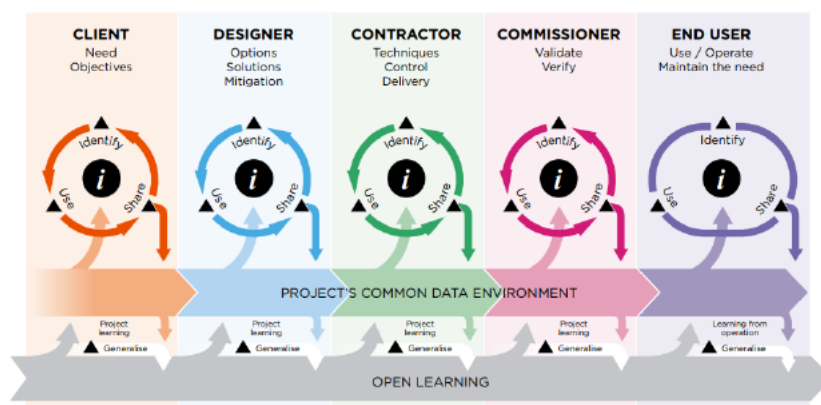 CLIENT
Need
Objectives
DESIGNER
Options
Solutions
Mitigation
CONTRACTOR
Techniques
Control
Delivery
COMMISSIONER
Validate
Verify
END USER
Use / Operate
Maintain the need
Identify
i
Use
Share
Identify
i
Use
Share
Identify
i
Use
Share
Identify
i
Use
Share
Identify
i
Use
Share
PROJECT'S COMMON DATA ENVIRONMENT
Project
learning
Generalise
Project
learning
Generalise
Project
learning
Generalise
Project
learning
Generalise
Learning from
operation
Generalise
OPEN LEARNING